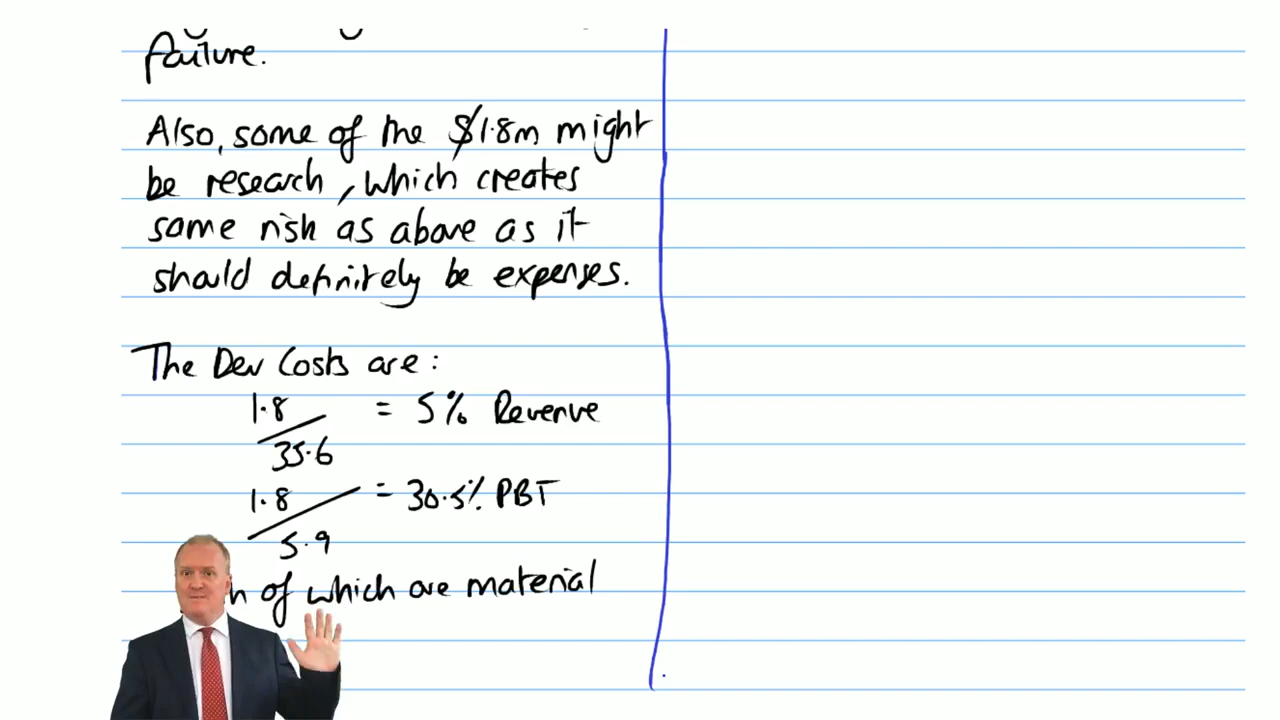 failure.
Also, some of the $1.8m might
be research, which creates
same risk as above as it
should definitely be expenses.
The Dev Costs are:
1.8
= 5% Revenue
35.6
1.8
= 30.5% PBT
5.9
of which are material